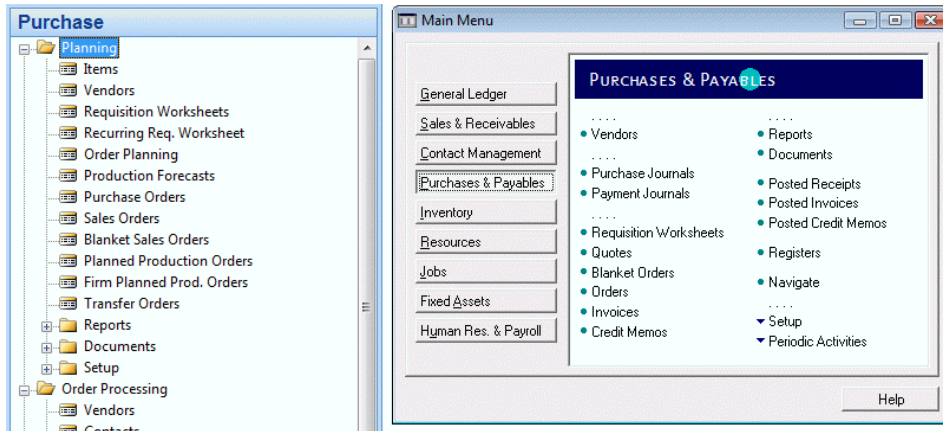 Purchase
Planning
Items
Vendors
Requisition Worksheets
Recurring Req. Worksheet
Order Planning
Production Forecasts
Purchase Orders
Sales Orders
Blanket Sales Orders
Planned Production Orders
Firm Planned Prod. Orders
Transfer Orders
Reports
Documents
Setup
Order Processing
Vendors
Contacts
Main Menu
General Ledger
Sales & Receivables
Contact Management
Purchases & Payables
Inventory
Resources
Jobs
Fixed Assets
Human Res. & Payroll
PURCHASES & PAYABLES
. . . .
Vendors
. . . .
Purchase Journals
Payment Journals
. . . .
Requisition Worksheets
Quotes
Blanket Orders
Orders
Invoices
Credit Memos
. . . .
Reports
Documents
Posted Receipts
Posted Invoices
Posted Credit Memos
Registers
Navigate
. . . .
Setup
Periodic Activities
Help